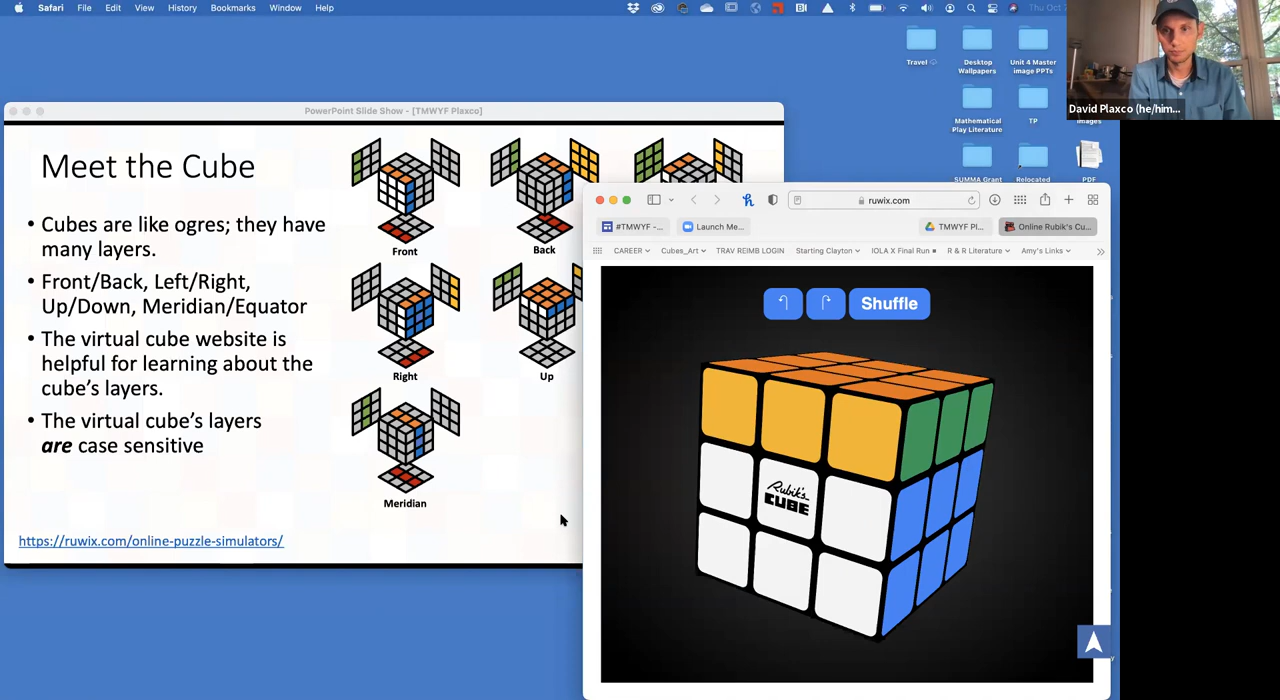 Safari File Edit View History Bookmarks Window Help
Thu Oct
Travel
Desktop Wallpapers
Unit 4 Master image PPTs
Mathematical Play Literature
TP
Images
SUMMA Grant
Relocated
PDF
David Plaxco (he/him...
PowerPoint Slide Show - [TMWYF Plaxco]
Meet the Cube
• Cubes are like ogres; they have
many layers.
• Front/Back, Left/Right,
Up/Down, Meridian/Equator
• The virtual cube website is
helpful for learning about the
cube's layers.
• The virtual cube's layers
are case sensitive
https://ruwix.com/online-puzzle-simulators/
Front
Back
Right
Up
Meridian
ruwix.com
#TMWYF -...
Launch Me...
TMWYF Pl...
Online Rubik's Cu...
CAREER Cubes_Art TRAV REIMB LOGIN Starting Clayton IOLA X Final Run R & R Literature Amy's Links
Shuffle
Rubik's
CUBE